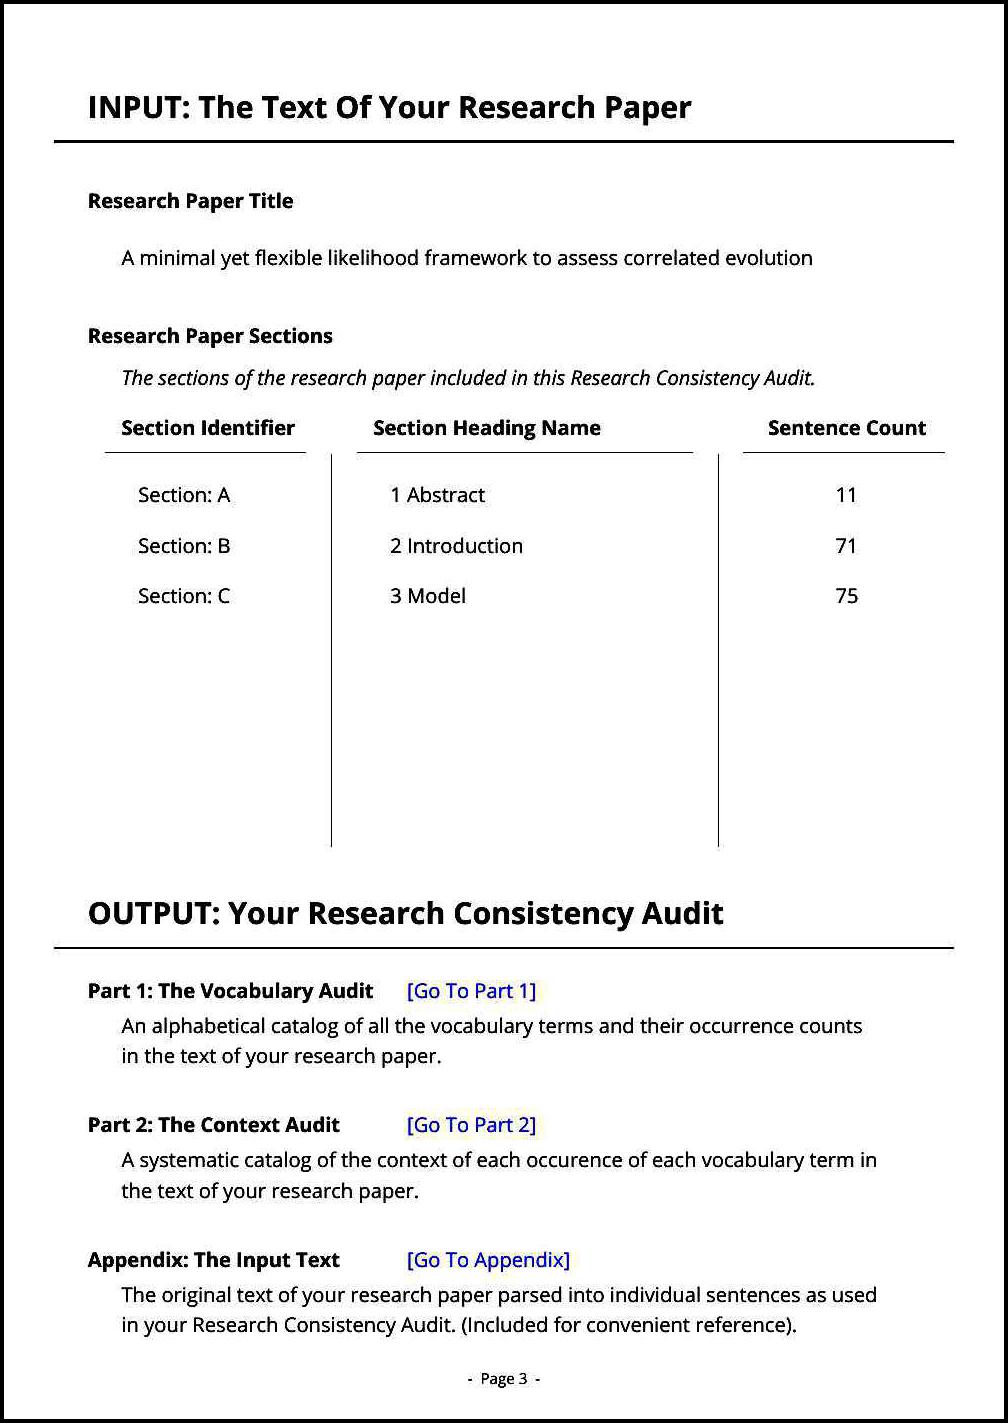 INPUT: The Text Of Your Research Paper
Research Paper Title
A minimal yet flexible likelihood framework to assess correlated evolution
Research Paper Sections
The sections of the research paper included in this Research Consistency Audit.
Section Identifier Section Heading Name Sentence Count
Section: A 1 Abstract 11
Section: B 2 Introduction 71
Section: C 3 Model 75
OUTPUT: Your Research Consistency Audit
Part 1: The Vocabulary Audit [Go To Part 1]
An alphabetical catalog of all the vocabulary terms and their occurrence counts
in the text of your research paper.
Part 2: The Context Audit [Go To Part 2]
A systematic catalog of the context of each occurence of each vocabulary term in
the text of your research paper.
Appendix: The Input Text [Go To Appendix]
The original text of your research paper parsed into individual sentences as used
in your Research Consistency Audit. (Included for convenient reference).
- Page 3 -